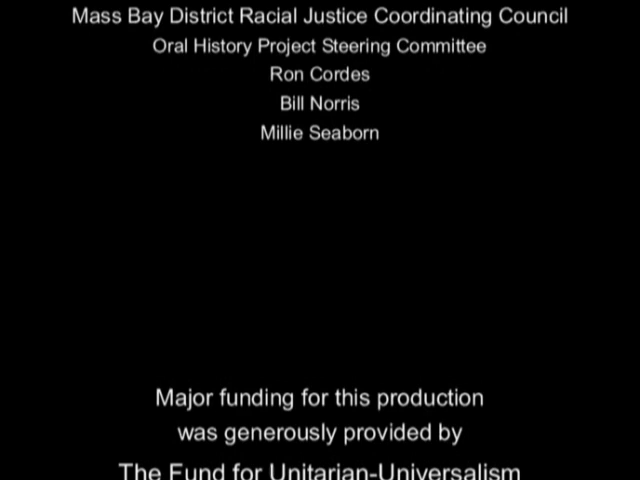 Mass Bay District Racial Justice Coordinating Council
Oral History Project Steering Committee
Ron Cordes
Bill Norris
Millie Seaborn
Major funding for this production
was generously provided by
The Fund for Unitarian-Universalism